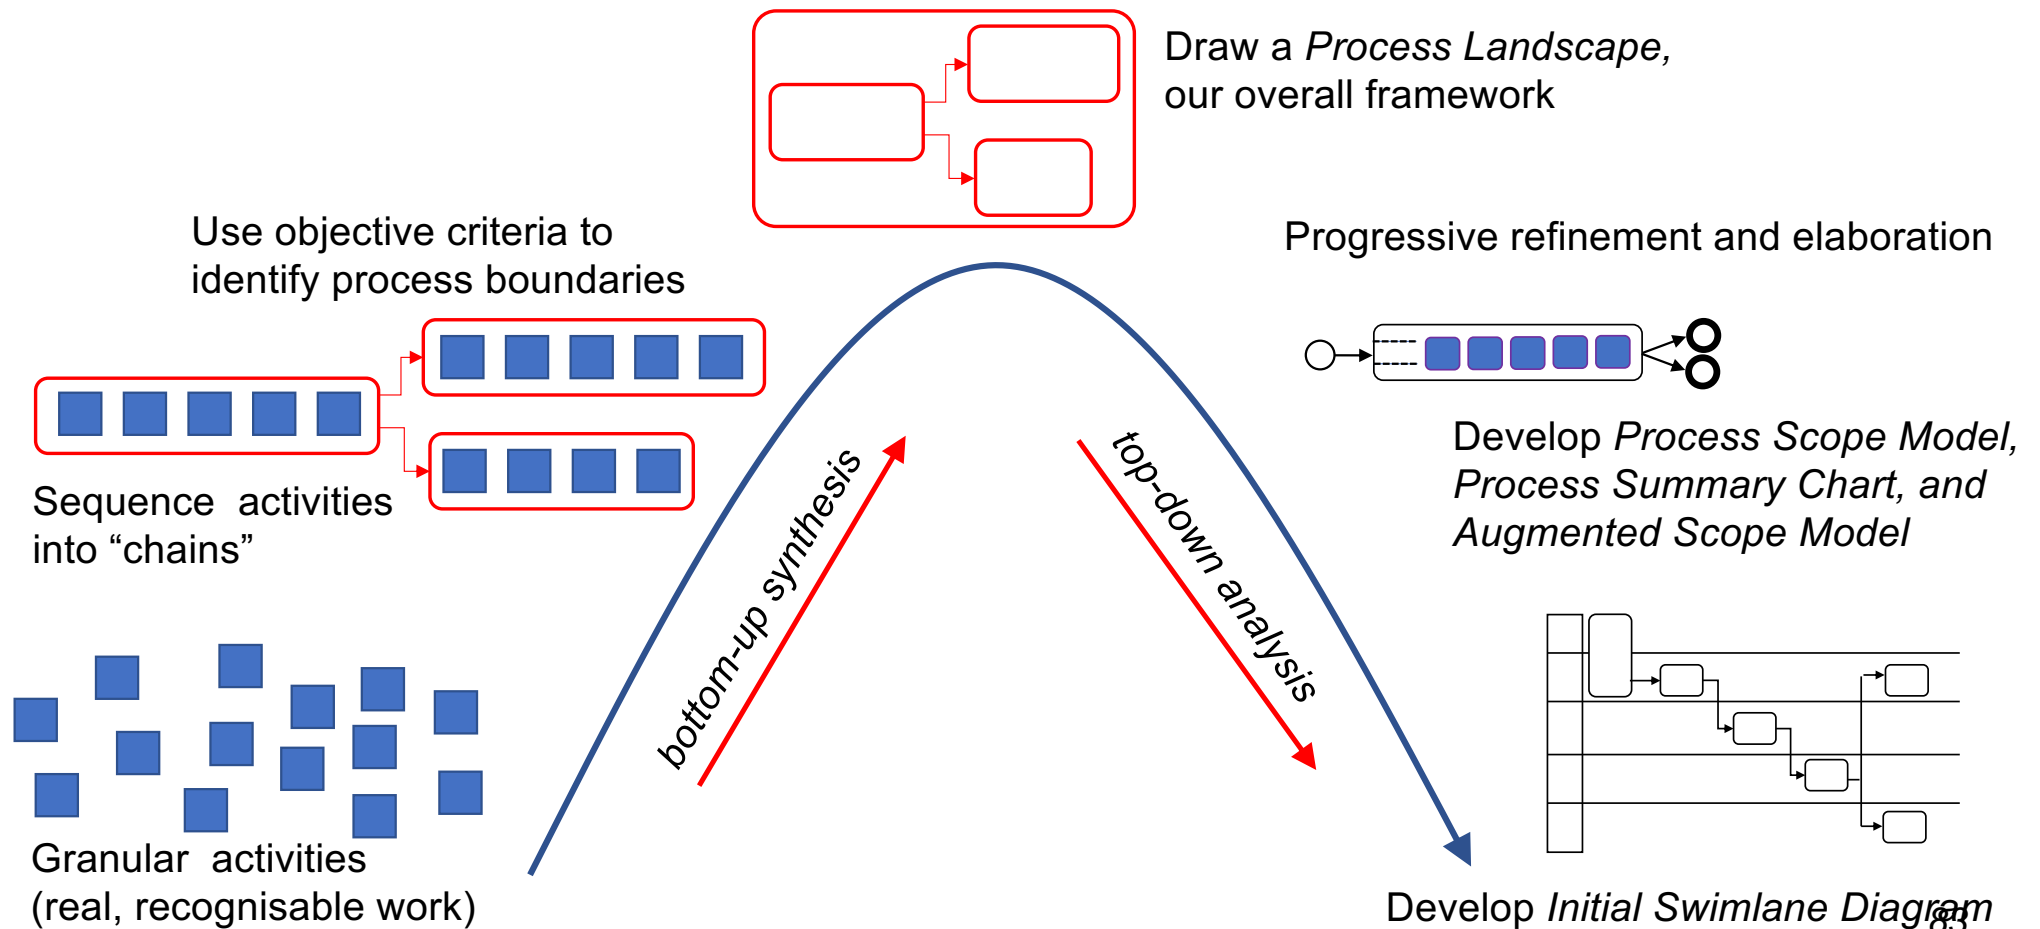 Draw a Process Landscape,
our overall framework
Use objective criteria to
identify process boundaries
Progressive refinement and elaboration
Sequence activities
into “chains”
bottom-up synthesis
top-down analysis
Develop Process Scope Model,
Process Summary Chart, and
Augmented Scope Model
Granular activities
(real, recognisable work)
Develop Initial Swimlane Diagram
83